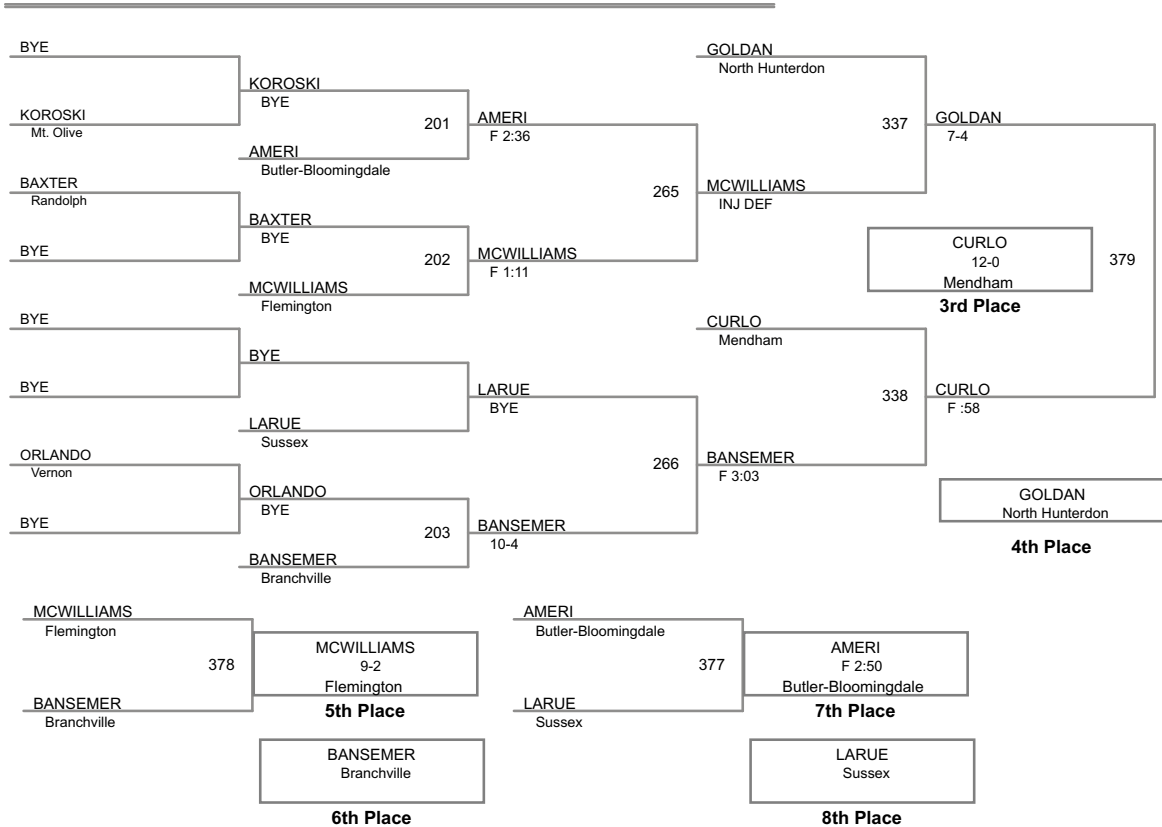 BYE
KOROSKI
Mt. Olive
BAXTER
Randolph
BYE
BYE
BYE
ORLANDO
Vernon
BYE
KOROSKI
BYE
201
AMERI
Butler-Bloomingdale
BAXTER
BYE
202
MCWILLIAMS
Flemington
BYE
LARUE
Sussex
ORLANDO
BYE
203
BANSEMER
Branchville
AMERI
F 2:36
265
MCWILLIAMS
F 1:11
LARUE
BYE
266
BANSEMER
10-4
GOLDAN
North Hunterdon
337
MCWILLIAMS
INJ DEF
CURLO
Mendham
338
BANSEMER
F 3:03
GOLDAN
7-4
379
CURLO
F :58
CURLO
12-0
Mendham
3rd Place
GOLDAN
North Hunterdon
4th Place
MCWILLIAMS
Flemington
378
BANSEMER
Branchville
MCWILLIAMS
9-2
Flemington
5th Place
BANSEMER
Branchville
6th Place
AMERI
Butler-Bloomingdale
377
LARUE
Sussex
AMERI
F 2:50
Butler-Bloomingdale
7th Place
LARUE
Sussex
8th Place